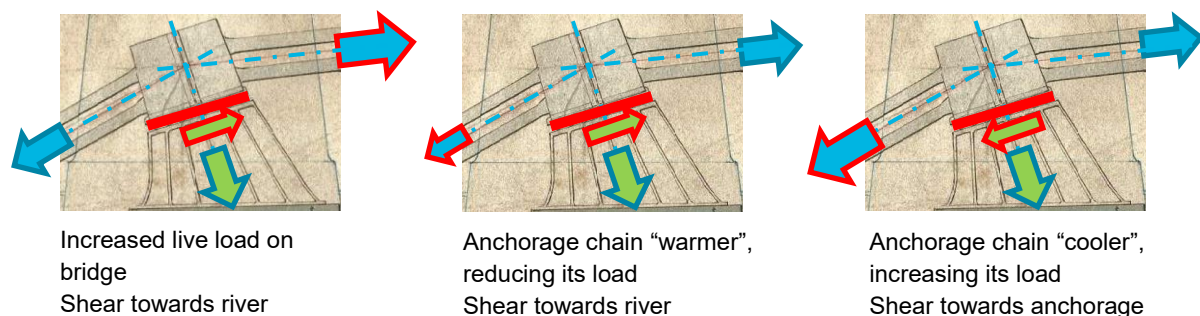 Increased live load on
bridge
Shear towards river
Anchorage chain “warmer”,
reducing its load
Shear towards river
Anchorage chain “cooler”,
increasing its load
Shear towards anchorage